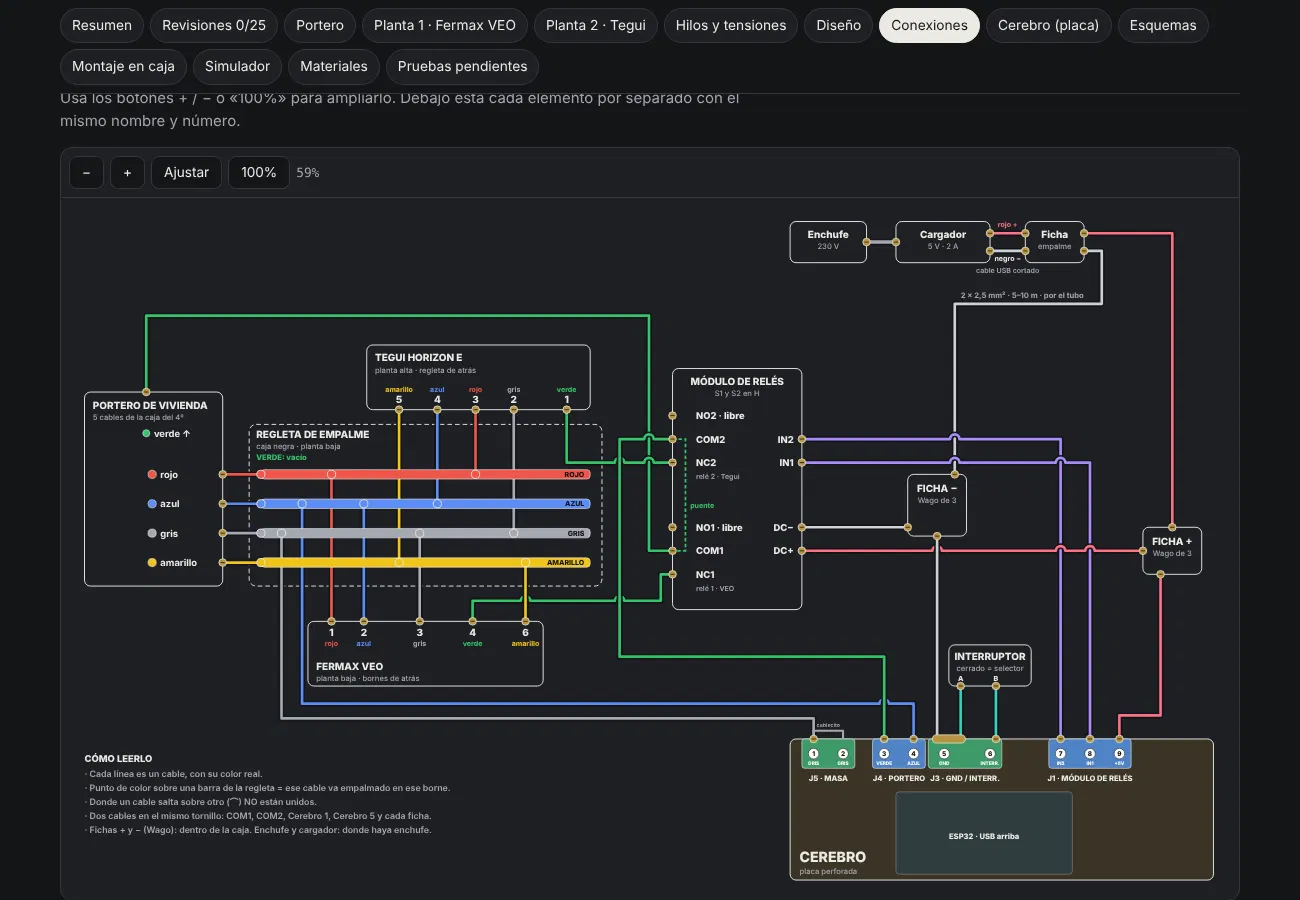 Resumen
Revisiones 0/25
Portero
Planta 1 · Fermax VEO
Planta 2 · Tegui
Hilos y tensiones
Diseño
Conexiones
Cerebro (placa)
Esquemas
Montaje en caja
Simulador
Materiales
Pruebas pendientes
Usa los botones + / − o «100%» para ampliarlo. Debajo está cada elemento por separado con el
mismo nombre y número.
−
+
Ajustar
100%
59%
Enchufe
230 V
Cargador
5 V · 2 A
rojo +
negro −
cable USB cortado
Ficha
empalme
2 × 2,5 mm² · 5–10 m · por el tubo
TEGUI HORIZON E
planta alta · regleta de atrás
amarillo azul rojo gris verde
5 4 3 2 1
PORTERO DE VIVIENDA
5 cables de la caja del 4º
verde ↑
rojo
azul
gris
amarillo
REGLETA DE EMPALME
caja negra · planta baja
VERDE: vacío
ROJO
AZUL
GRIS
AMARILLO
MÓDULO DE RELÉS
S1 y S2 en H
NO2 · libre
COM2
NC2
relé 2 · Tegui
puente
NO1 · libre
COM1
NC1
relé 1 · VEO
IN2
IN1
DC−
DC+
FICHA −
Wago de 3
FICHA +
Wago de 3
1 2 3 4 6
rojo azul gris verde amarillo
FERMAX VEO
planta baja · bornes de atrás
INTERRUPTOR
cerrado = selector
A B
cablecito
1 2 3 4 5 6 7 8 9
GRIS GRIS VERDE AZUL GND INTERR. IN2 IN1 +5V
J5 · MASA
J4 · PORTERO
J3 · GND / INTERR.
J1 · MÓDULO DE RELÉS
ESP32 · USB arriba
CEREBRO
placa perforada
CÓMO LEERLO
· Cada línea es un cable, con su color real.
· Punto de color sobre una barra de la regleta = ese cable va empalmado en ese borne.
· Donde un cable salta sobre otro (⌒) NO están unidos.
· Dos cables en el mismo tornillo: COM1, COM2, Cerebro 1, Cerebro 5 y cada ficha.
· Fichas + y − (Wago): dentro de la caja. Enchufe y cargador: donde haya enchufe.